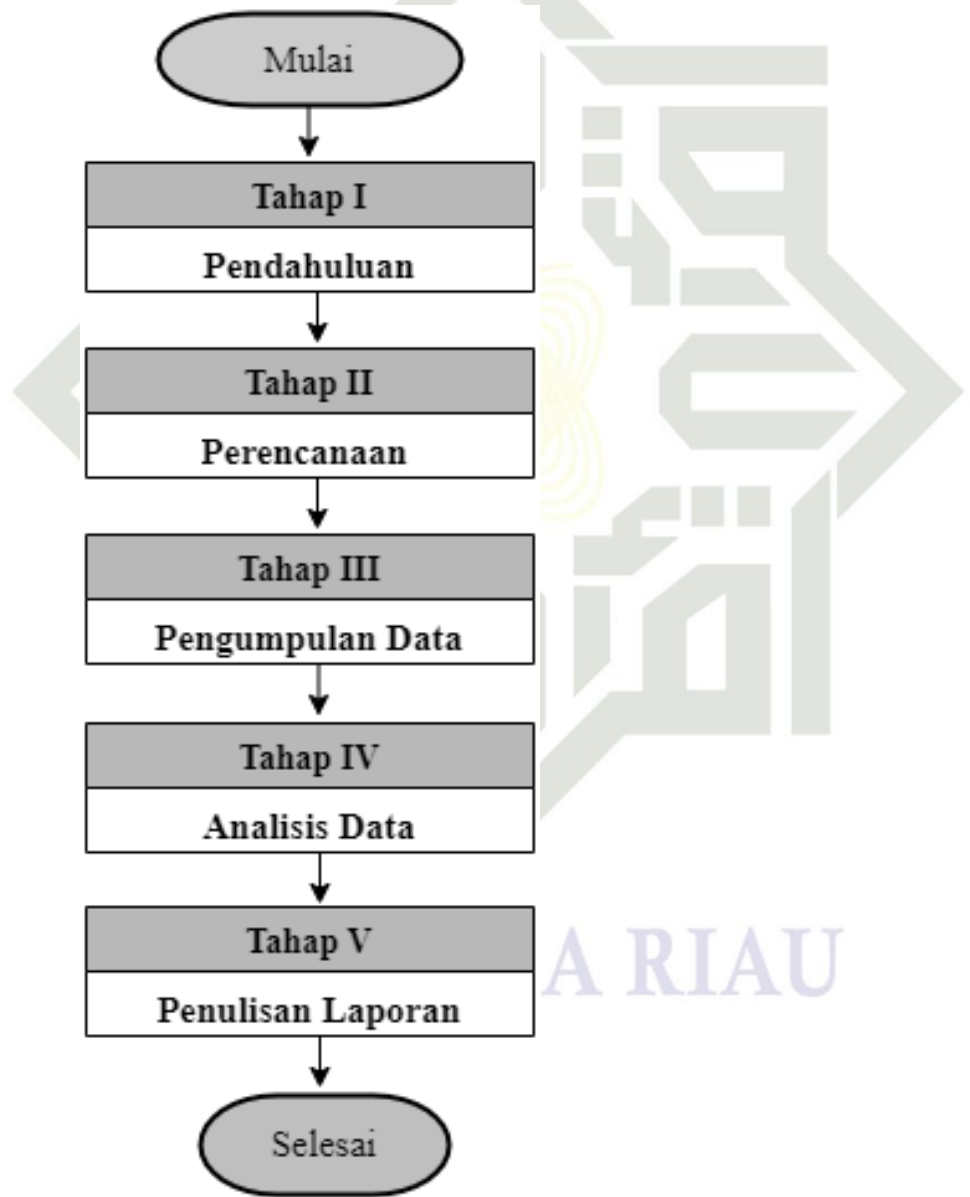 Mulai
Tahap I
Pendahuluan
Tahap II
Perencanaan
Tahap III
Pengumpulan Data
Tahap IV
Analisis Data
Tahap V
A RIAU
Penulisan Laporan
Selesai